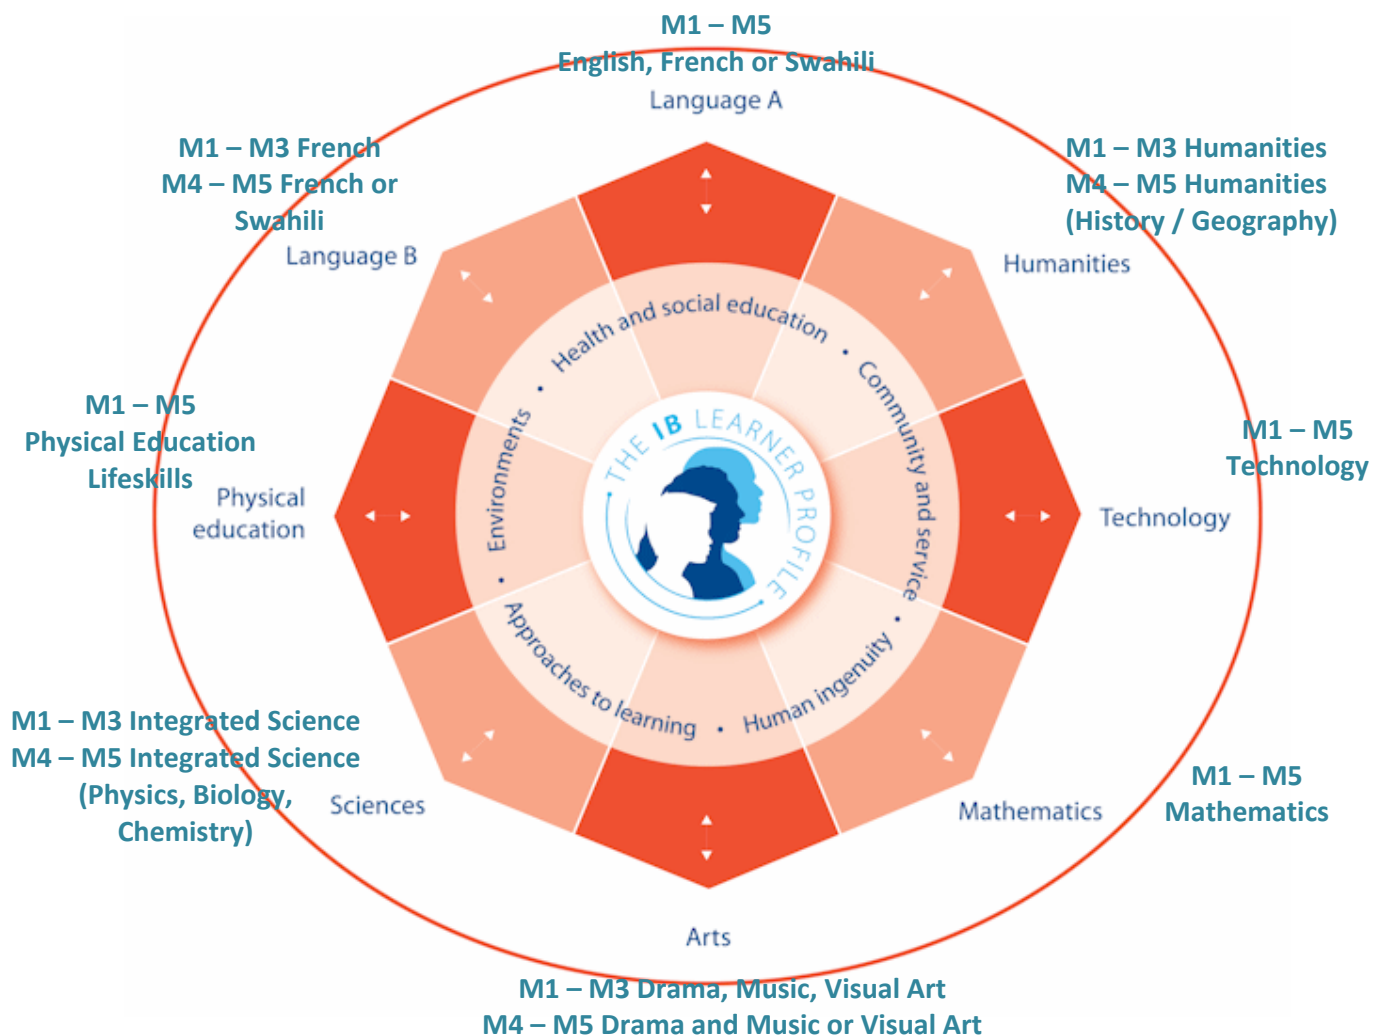 M1 – M5
English, French or Swahili
Language A
M1 – M3 French
M4 – M5 French or
Swahili
Language B
M1 – M3 Humanities
M4 – M5 Humanities
(History / Geography)
Humanities
M1 – M5
Physical Education
Lifeskills
Physical
education
M1 – M5
Technology
Technology
Health and social education
•
Community and service
•
Human ingenuity
•
Approaches to learning
•
Environments
•
THE IB LEARNER PROFILE
M1 – M3 Integrated Science
M4 – M5 Integrated Science
(Physics, Biology,
Chemistry)
Sciences
M1 – M5
Mathematics
Mathematics
Arts
M1 – M3 Drama, Music, Visual Art
M4 – M5 Drama and Music or Visual Art